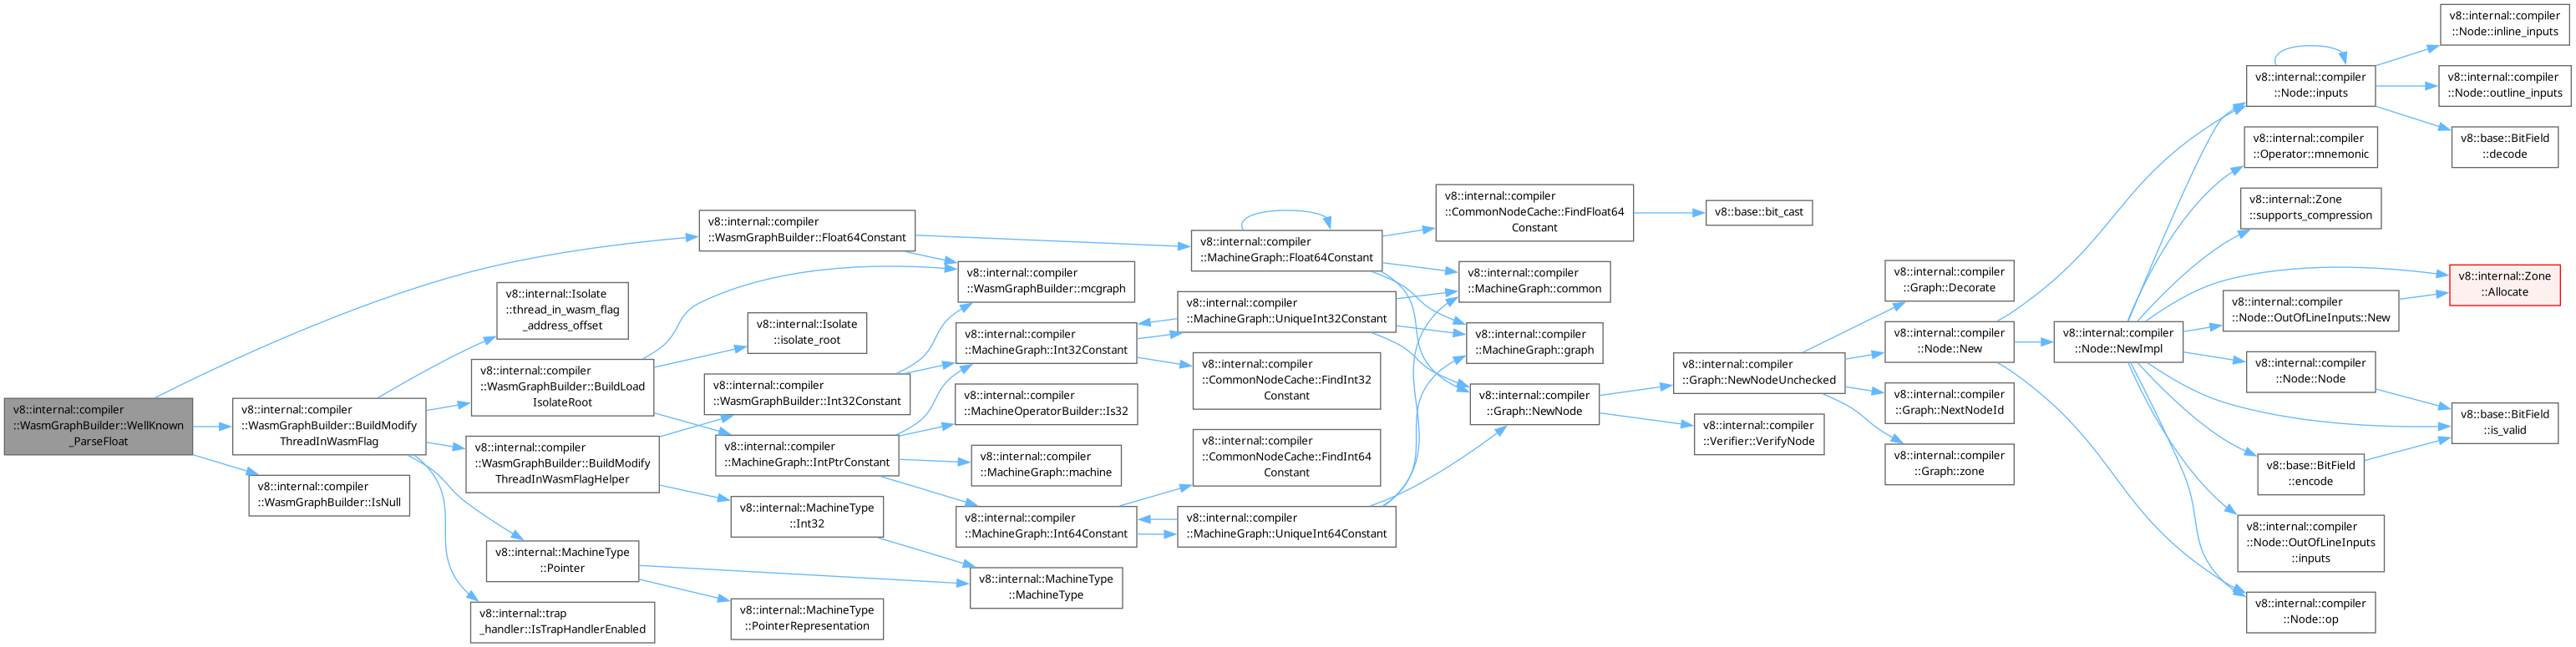 v8::internal::compiler
::WasmGraphBuilder::WellKnown
_ParseFloat
v8::internal::compiler
::WasmGraphBuilder::BuildModify
ThreadInWasmFlag
v8::internal::compiler
::WasmGraphBuilder::IsNull
v8::internal::Isolate
::thread_in_wasm_flag
_address_offset
v8::internal::compiler
::WasmGraphBuilder::BuildLoad
IsolateRoot
v8::internal::compiler
::WasmGraphBuilder::BuildModify
ThreadInWasmFlagHelper
v8::internal::MachineType
::Pointer
v8::internal::trap
_handler::IsTrapHandlerEnabled
v8::internal::compiler
::WasmGraphBuilder::Float64Constant
v8::internal::Isolate
::isolate_root
v8::internal::compiler
::WasmGraphBuilder::Int32Constant
v8::internal::compiler
::MachineGraph::IntPtrConstant
v8::internal::MachineType
::Int32
v8::internal::MachineType
::PointerRepresentation
v8::internal::compiler
::WasmGraphBuilder::mcgraph
v8::internal::compiler
::MachineGraph::Int32Constant
v8::internal::compiler
::MachineOperatorBuilder::Is32
v8::internal::compiler
::MachineGraph::machine
v8::internal::compiler
::MachineGraph::Int64Constant
v8::internal::MachineType
::MachineType
v8::internal::compiler
::MachineGraph::Float64Constant
v8::internal::compiler
::MachineGraph::UniqueInt32Constant
v8::internal::compiler
::CommonNodeCache::FindInt32
Constant
v8::internal::compiler
::CommonNodeCache::FindInt64
Constant
v8::internal::compiler
::MachineGraph::UniqueInt64Constant
v8::internal::compiler
::CommonNodeCache::FindFloat64
Constant
v8::internal::compiler
::MachineGraph::common
v8::internal::compiler
::MachineGraph::graph
v8::internal::compiler
::Graph::NewNode
v8::base::bit_cast
v8::internal::compiler
::Graph::NewNodeUnchecked
v8::internal::compiler
::Verifier::VerifyNode
v8::internal::compiler
::Graph::Decorate
v8::internal::compiler
::Node::New
v8::internal::compiler
::Graph::NextNodeId
v8::internal::compiler
::Graph::zone
v8::internal::compiler
::Node::NewImpl
v8::internal::compiler
::Node::inputs
v8::internal::compiler
::Operator::mnemonic
v8::internal::Zone
::supports_compression
v8::internal::compiler
::Node::OutOfLineInputs::New
v8::internal::compiler
::Node::Node
v8::base::BitField
::encode
v8::internal::compiler
::Node::OutOfLineInputs
::inputs
v8::internal::compiler
::Node::op
v8::internal::compiler
::Node::inline_inputs
v8::internal::compiler
::Node::outline_inputs
v8::base::BitField
::decode
v8::internal::Zone
::Allocate
v8::base::BitField
::is_valid